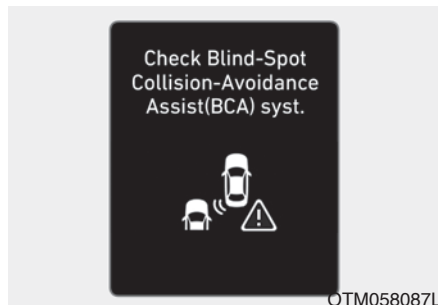 Check Blind-Spot
Collision-Avoidance
Assist(BCA) syst.
OTM058087L